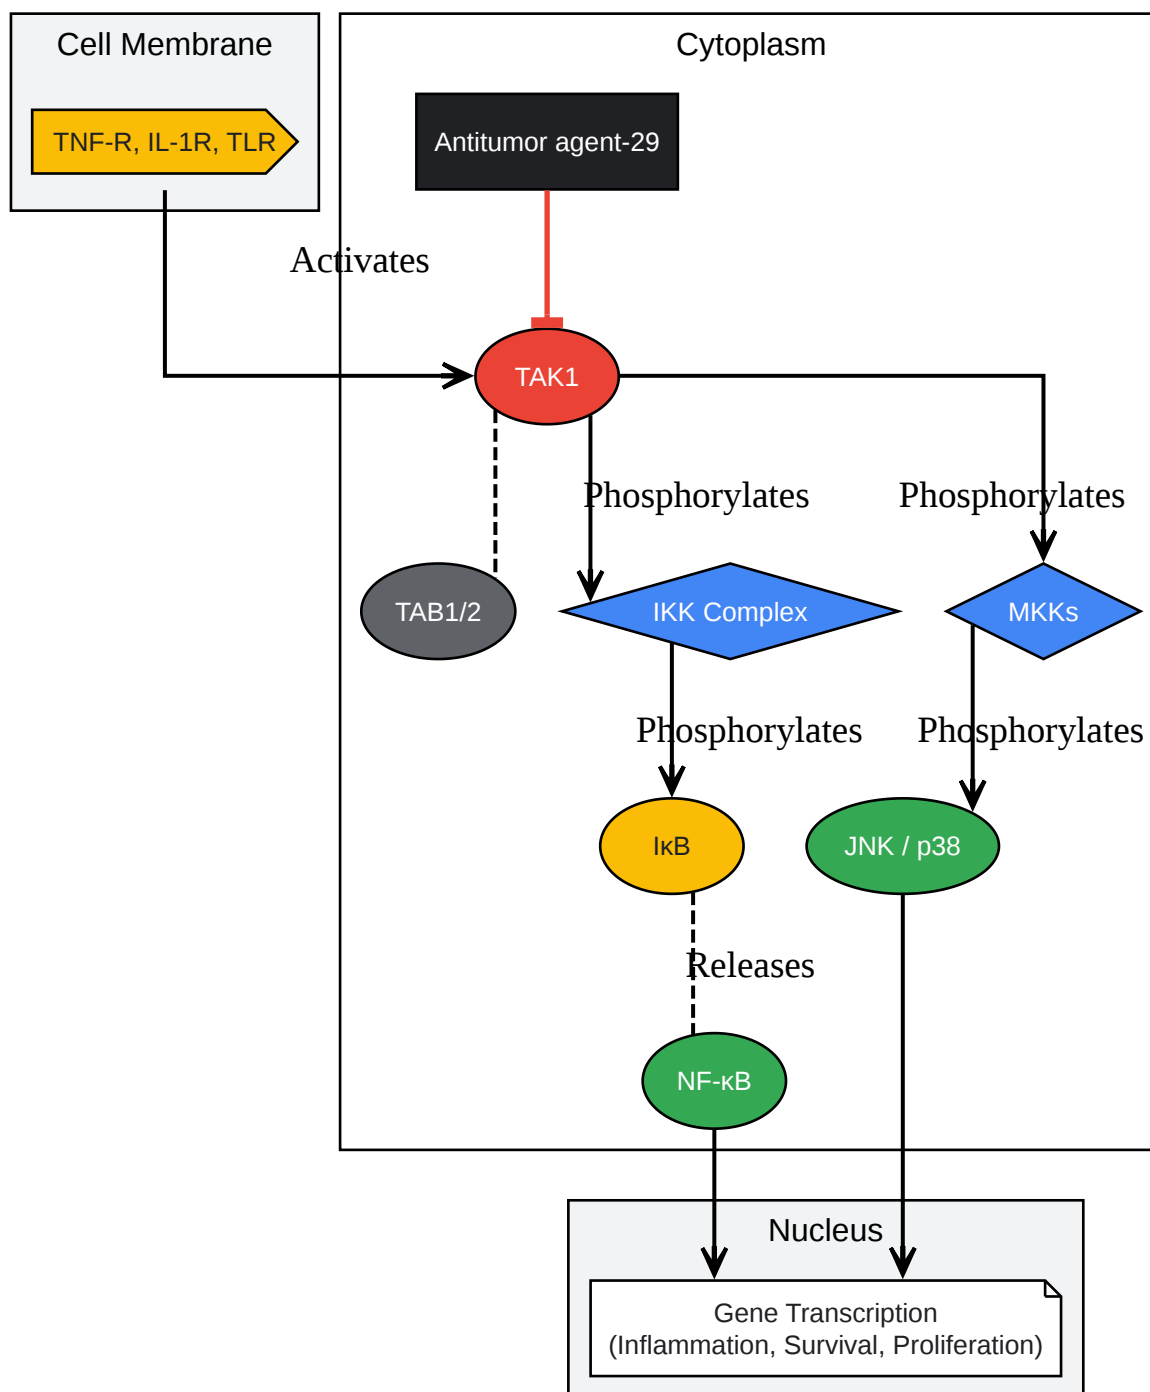 Cell Membrane
Cytoplasm
TNF-R, IL-1R, TLR
Antitumor agent-29
Activates
TAK1
Phosphorylates
Phosphorylates
TAB1/2
IKK Complex
MKKs
Phosphorylates
Phosphorylates
IκB
JNK / p38
Releases
NF-κB
Nucleus
Gene Transcription
(Inflammation, Survival, Proliferation)